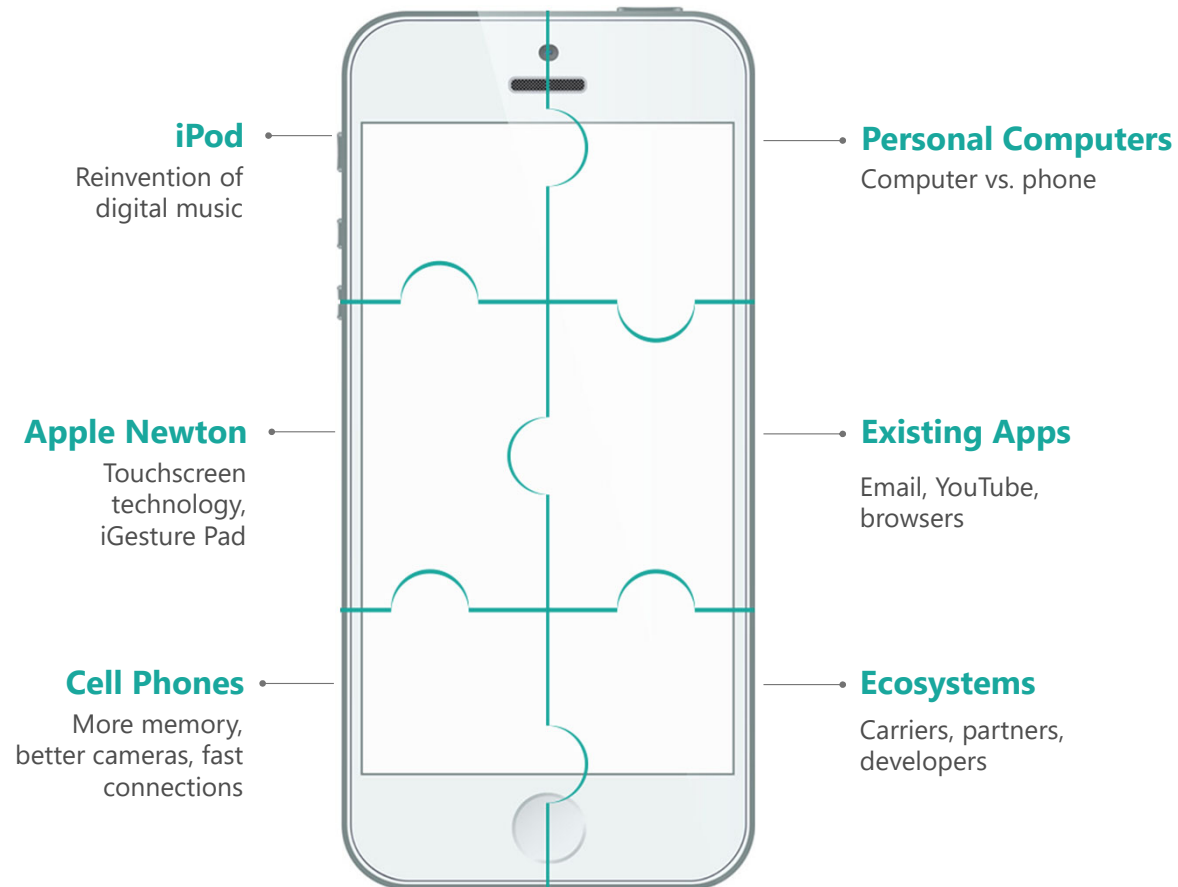 iPod
Reinvention of
digital music
Personal Computers
Computer vs. phone
Apple Newton
Touchscreen
technology,
iGesture Pad
Existing Apps
Email, YouTube,
browsers
Cell Phones
More memory,
better cameras, fast
connections
Ecosystems
Carriers, partners,
developers